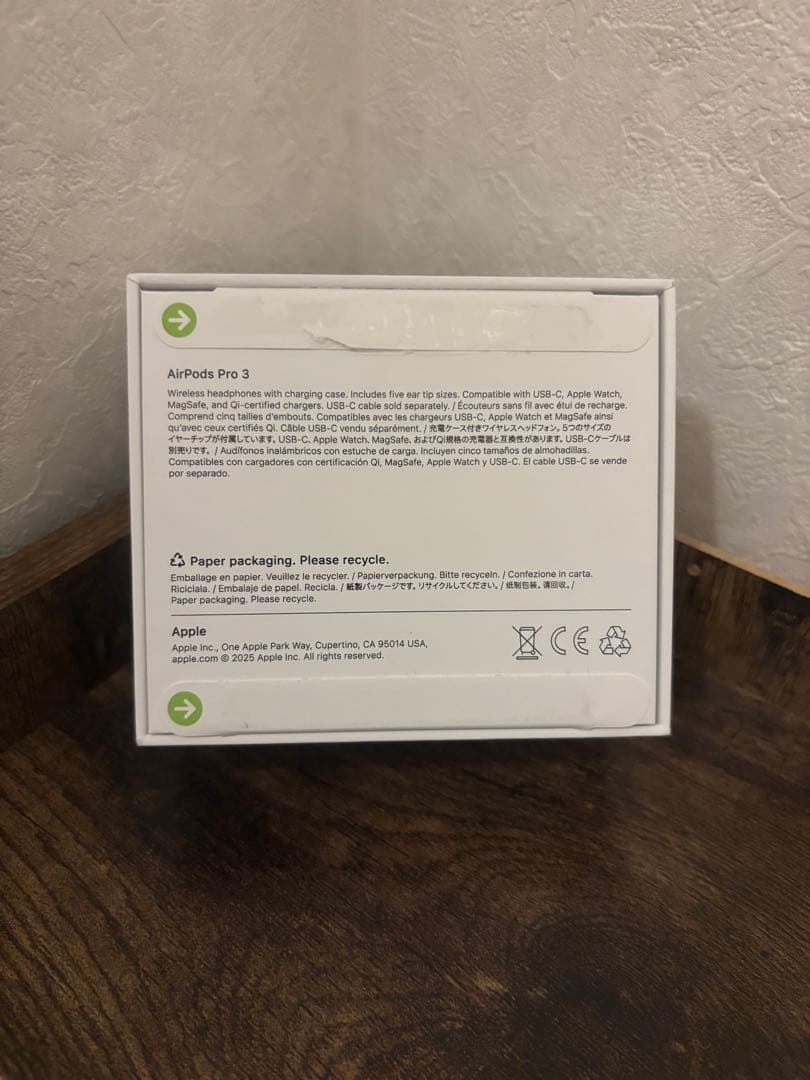 AirPods Pro 3
Wireless headphones with charging case. Includes five ear tip sizes. Compatible with USB-C, Apple Watch,
MagSafe, and Qi-certified chargers. USB-C cable sold separately. / Écouteurs sans fil avec étui de recharge.
Comprend cinq tailles d'embouts. Compatibles avec les chargeurs USB-C, Apple Watch et MagSafe ainsi
qu'avec ceux certifiés Qi. Câble USB-C vendu séparément. / 充電ケース付きワイヤレスヘッドフォン。5つのサイズの
イヤーチップが付属しています。USB-C、Apple Watch、MagSafe、およびQi規格の充電器と互換性があります。USB-Cケーブルは
別売りです。/ Audífonos inalámbricos con estuche de carga. Incluyen cinco tamaños de almohadillas.
Compatibles con cargadores con certificación Qi, MagSafe, Apple Watch y USB-C. El cable USB-C se vende
por separado.
Paper packaging. Please recycle.
Emballage en papier. Veuillez le recycler. / Papierverpackung. Bitte recyceln. / Confezione in carta.
Riciclala. / Embalaje de papel. Recicla. / 紙製パッケージです。リサイクルしてください。/ 纸制包装。请回收。/
Paper packaging. Please recycle.
Apple
Apple Inc., One Apple Park Way, Cupertino, CA 95014 USA,
apple.com © 2025 Apple Inc. All rights reserved.
CE